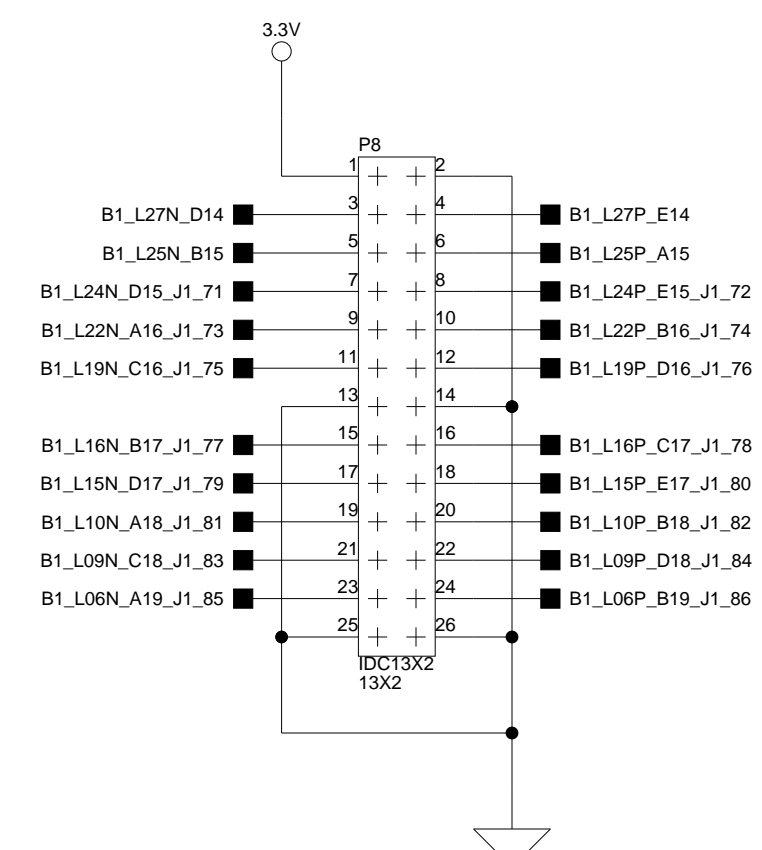 3.3V
P8
1 2
B1_L27N_D14 3 4 B1_L27P_E14
B1_L25N_B15 5 6 B1_L25P_A15
B1_L24N_D15_J1_71 7 8 B1_L24P_E15_J1_72
B1_L22N_A16_J1_73 9 10 B1_L22P_B16_J1_74
B1_L19N_C16_J1_75 11 12 B1_L19P_D16_J1_76
13 14
B1_L16N_B17_J1_77 15 16 B1_L16P_C17_J1_78
B1_L15N_D17_J1_79 17 18 B1_L15P_E17_J1_80
B1_L10N_A18_J1_81 19 20 B1_L10P_B18_J1_82
B1_L09N_C18_J1_83 21 22 B1_L09P_D18_J1_84
B1_L06N_A19_J1_85 23 24 B1_L06P_B19_J1_86
25 26
IDC13X2
13X2